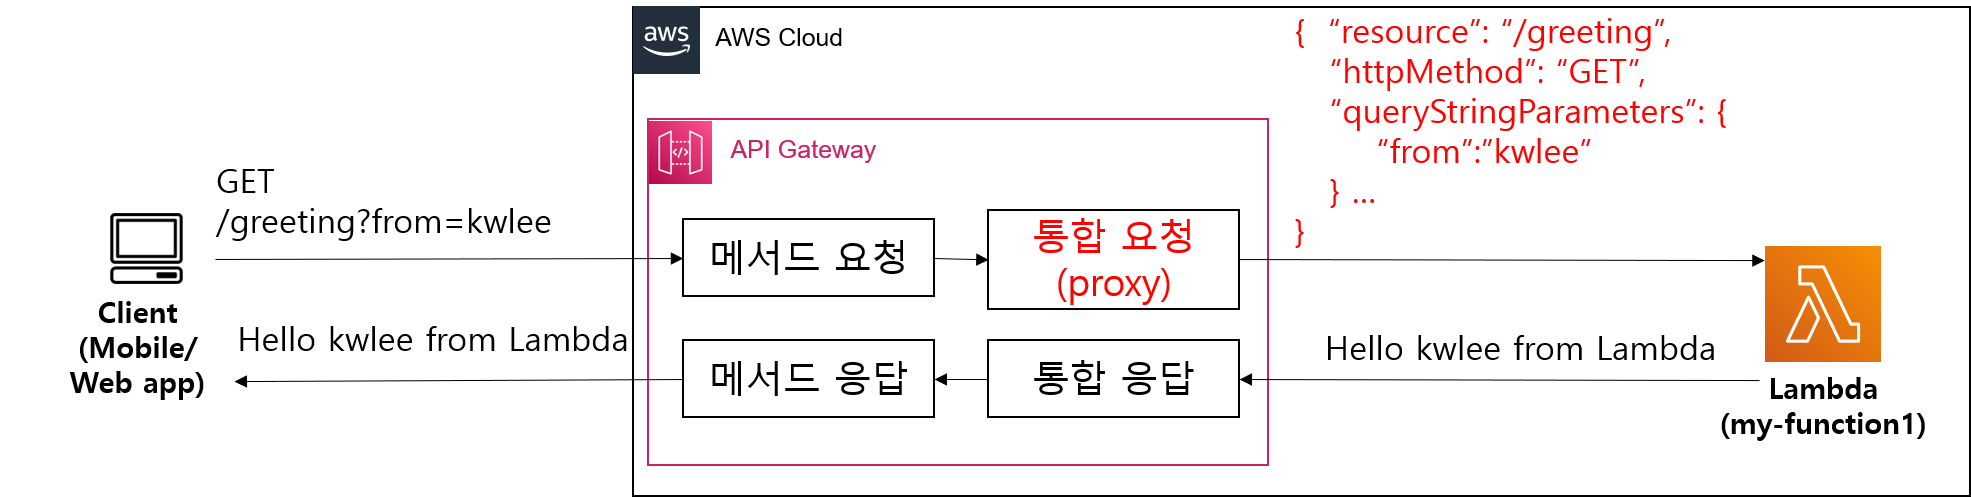 aws
AWS Cloud
{ “resource”: “/greeting”,
“httpMethod”: “GET”,
“queryStringParameters”: {
“from”:”kwlee”
} ...
}
API Gateway
GET
/greeting?from=kwlee
메서드 요청
통합 요청
(proxy)
Client
(Mobile/
Web app)
Hello kwlee from Lambda
메서드 응답
통합 응답
Hello kwlee from Lambda
Lambda
(my-function1)